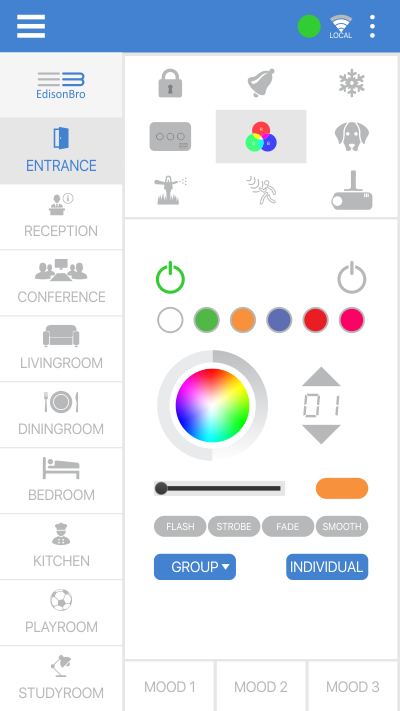 LOCAL
EdisonBro
ENTRANCE
RECEPTION
CONFERENCE
LIVINGROOM
DININGROOM
BEDROOM
KITCHEN
PLAYROOM
STUDYROOM
01
FLASH STROBE FADE SMOOTH
GROUP INDIVIDUAL
MOOD 1 MOOD 2 MOOD 3